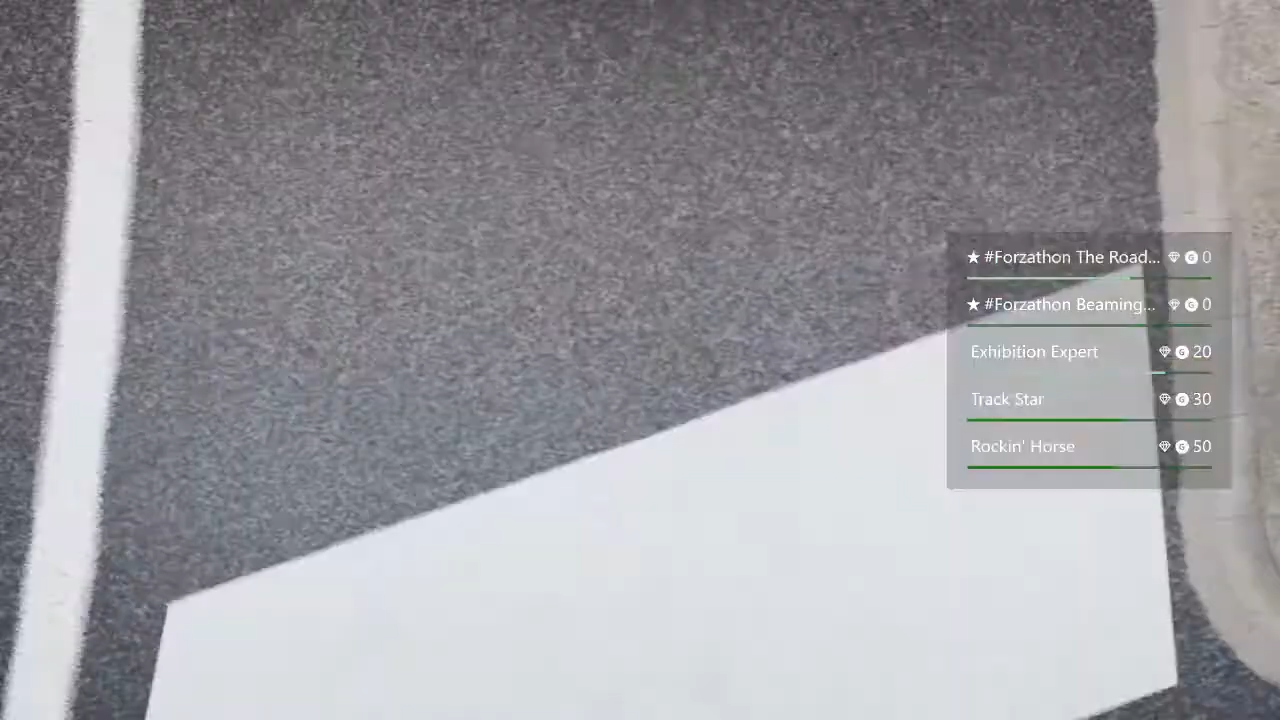 ★ #Forzathon The Road... G 0
★ #Forzathon Beaming... G 0
Exhibition Expert G 20
Track Star G 30
Rockin' Horse G 50